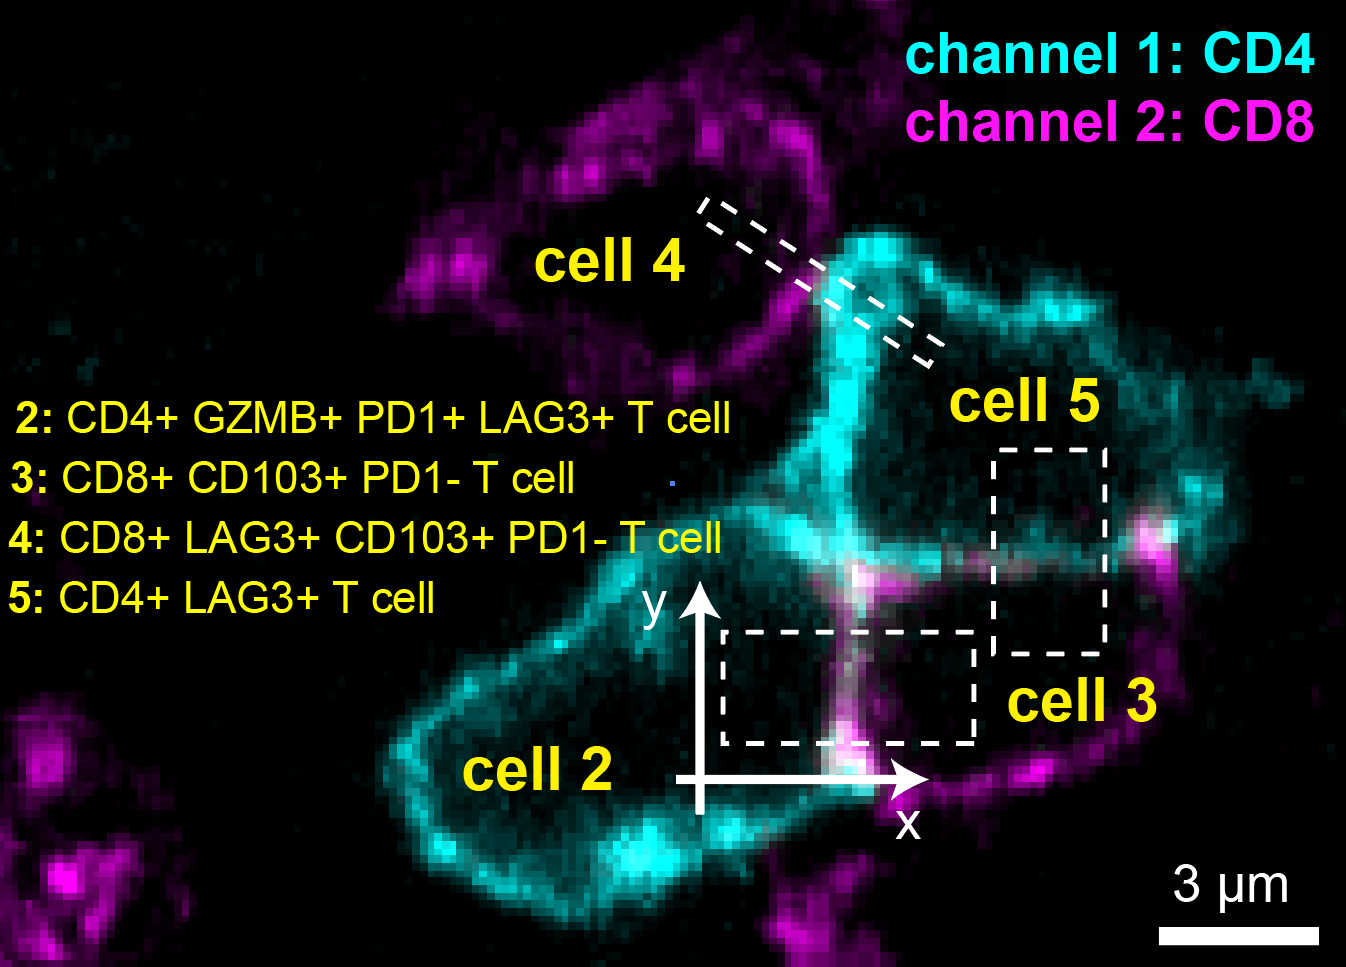 channel 1: CD4
channel 2: CD8
cell 4
cell 5
2: CD4+ GZMB+ PD1+ LAG3+ T cell
3: CD8+ CD103+ PD1- T cell
4: CD8+ LAG3+ CD103+ PD1- T cell
5: CD4+ LAG3+ T cell
y
cell 3
cell 2
x
3 µm